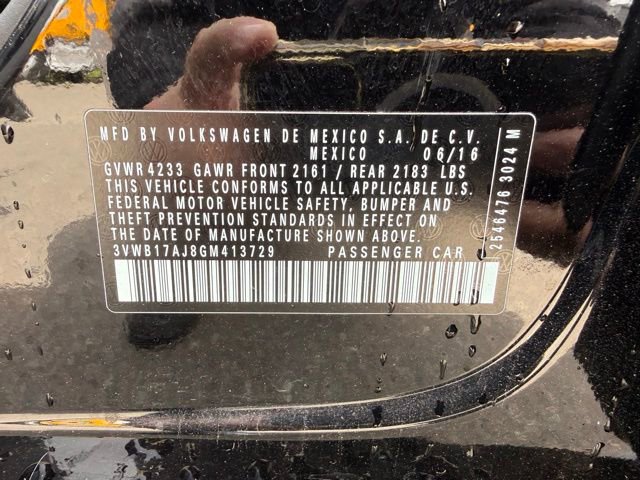 MFD BY VOLKSWAGEN DE MEXICO S.A. DE C.V.
MEXICO 06/16
GVWR 4233 GAWR FRONT 2161 / REAR 2183 LBS
THIS VEHICLE CONFORMS TO ALL APPLICABLE U.S.
FEDERAL MOTOR VEHICLE SAFETY, BUMPER AND
THEFT PREVENTION STANDARDS IN EFFECT ON
THE DATE OF MANUFACTURE SHOWN ABOVE.
3VWB17AJ8GM413729 PASSENGER CAR
2546476 3024 M